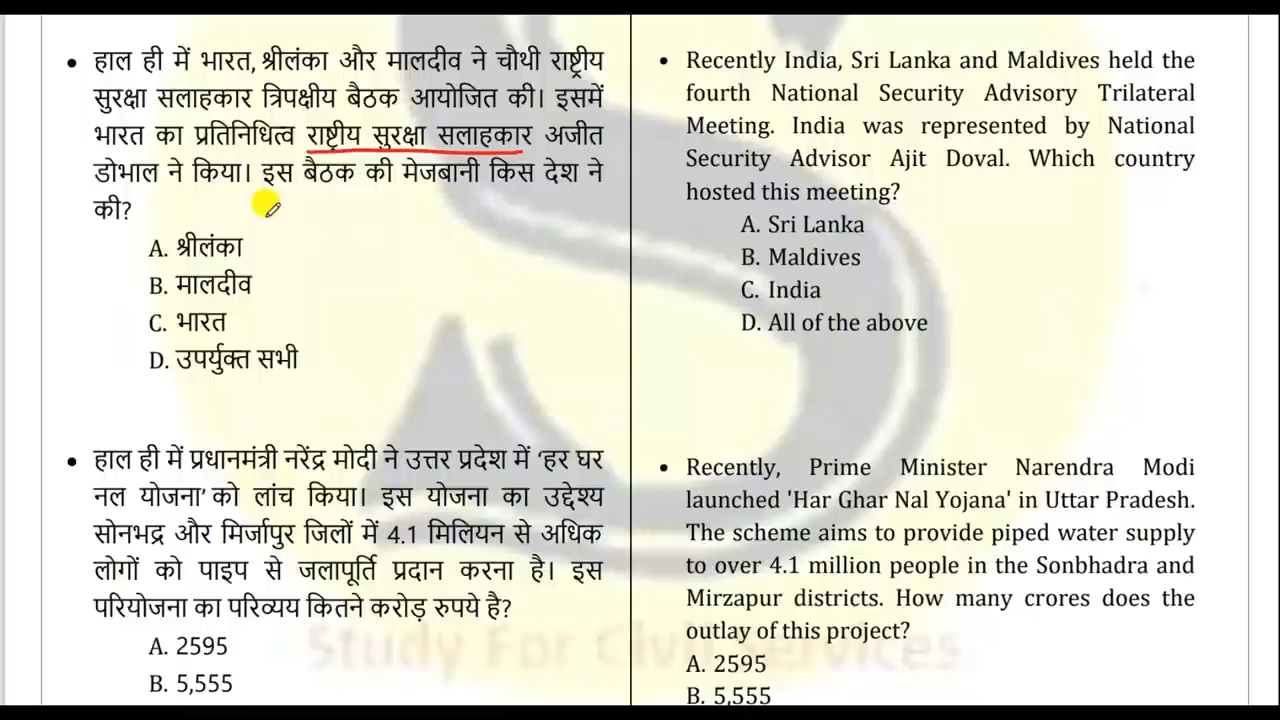 • हाल ही में भारत, श्रीलंका और मालदीव ने चौथी राष्ट्रीय
सुरक्षा सलाहकार त्रिपक्षीय बैठक आयोजित की। इसमें
भारत का प्रतिनिधित्व राष्ट्रीय सुरक्षा सलाहकार अजीत
डोभाल ने किया। इस बैठक की मेजबानी किस देश ने
की?
A. श्रीलंका
B. मालदीव
C. भारत
D. उपर्युक्त सभी
• हाल ही में प्रधानमंत्री नरेंद्र मोदी ने उत्तर प्रदेश में ‘हर घर
नल योजना’ को लांच किया। इस योजना का उद्देश्य
सोनभद्र और मिर्जापुर जिलों में 4.1 मिलियन से अधिक
लोगों को पाइप से जलापूर्ति प्रदान करना है। इस
परियोजना का परिव्यय कितने करोड़ रुपये है?
A. 2595
B. 5,555
• Recently India, Sri Lanka and Maldives held the
fourth National Security Advisory Trilateral
Meeting. India was represented by National
Security Advisor Ajit Doval. Which country
hosted this meeting?
A. Sri Lanka
B. Maldives
C. India
D. All of the above
• Recently, Prime Minister Narendra Modi
launched 'Har Ghar Nal Yojana' in Uttar Pradesh.
The scheme aims to provide piped water supply
to over 4.1 million people in the Sonbhadra and
Mirzapur districts. How many crores does the
outlay of this project?
A. 2595
B. 5,555
Study For Civil Services